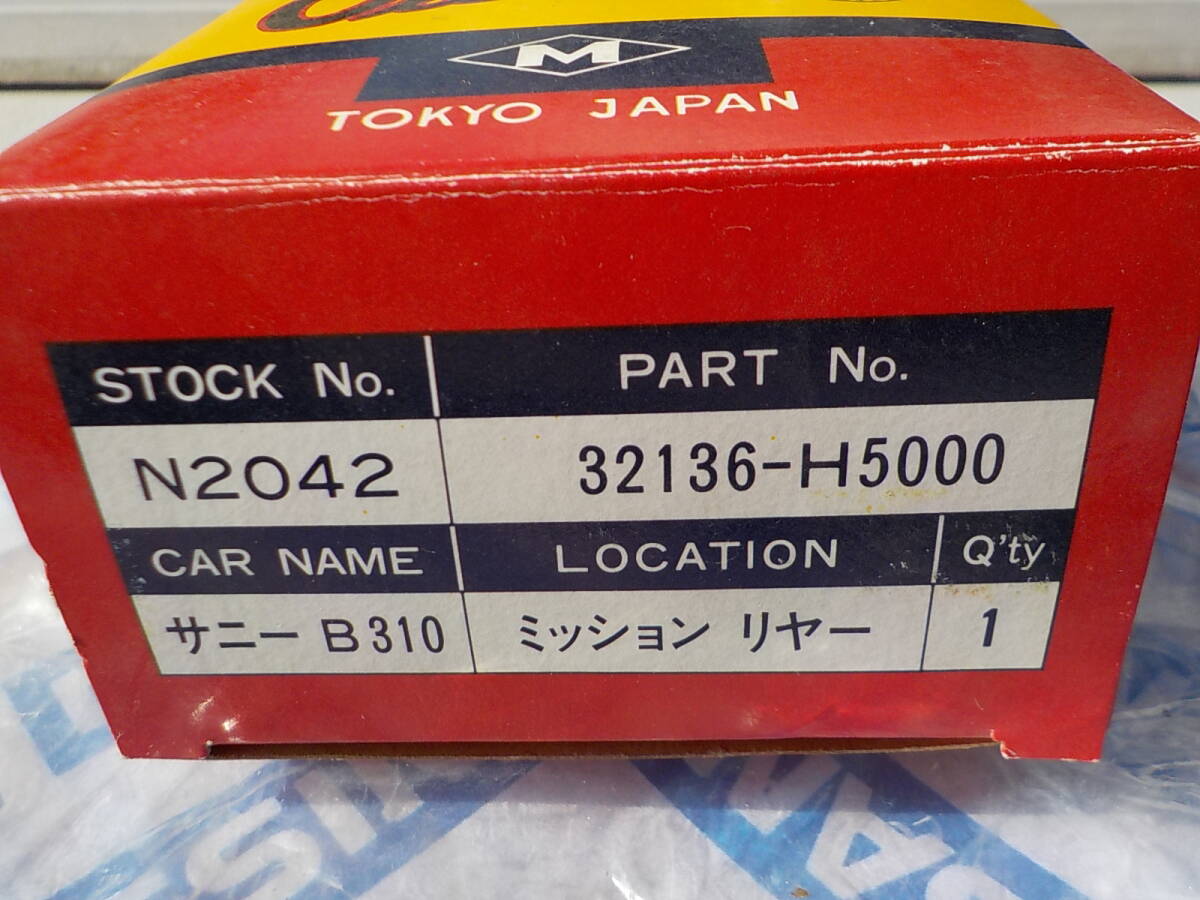 M
TOKYO JAPAN
STOCK No. PART No.
N2042 32136-H5000
CAR NAME LOCATION Q'ty
サニー B310 ミッション リヤー 1